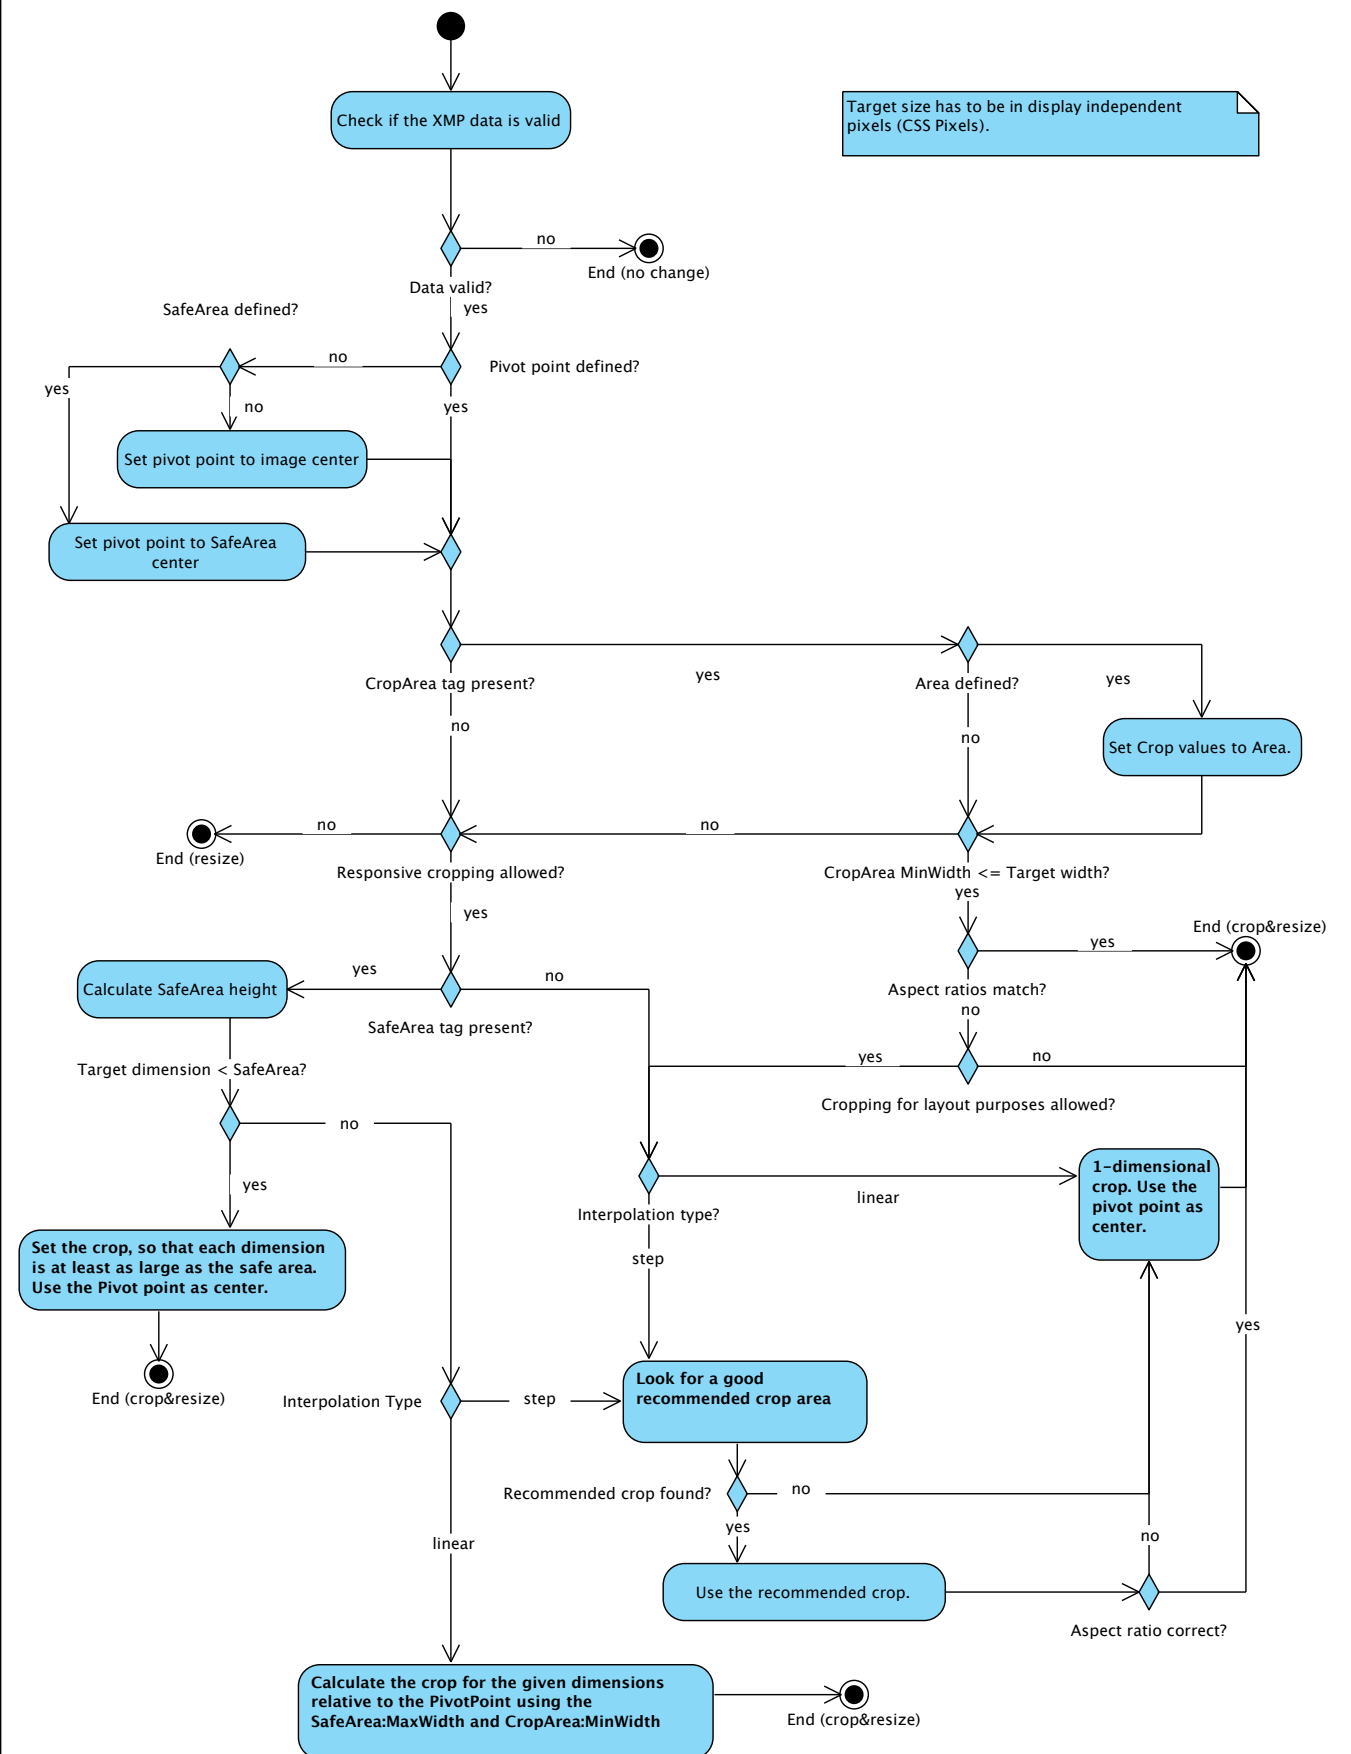 Check if the XMP data is valid
Target size has to be in display independent
pixels (CSS Pixels).
no
End (no change)
Data valid?
yes
SafeArea defined?
no
Pivot point defined?
yes
no
yes
Set pivot point to image center
Set pivot point to SafeArea
center
CropArea tag present?
yes
Area defined?
yes
no
no
Set Crop values to Area.
no
no
End (resize)
Responsive cropping allowed?
CropArea MinWidth <= Target width?
yes
yes
End (crop&resize)
yes
yes
no
Calculate SafeArea height
Aspect ratios match?
no
SafeArea tag present?
Target dimension < SafeArea?
yes
no
Cropping for layout purposes allowed?
no
yes
Interpolation type?
linear
1-dimensional
crop. Use the
pivot point as
center.
step
Set the crop, so that each dimension
is at least as large as the safe area.
Use the Pivot point as center.
yes
End (crop&resize)
Interpolation Type
step
Look for a good
recommended crop area
Recommended crop found?
no
yes
linear
no
Use the recommended crop.
Aspect ratio correct?
Calculate the crop for the given dimensions
relative to the PivotPoint using the
SafeArea:MaxWidth and CropArea:MinWidth
End (crop&resize)